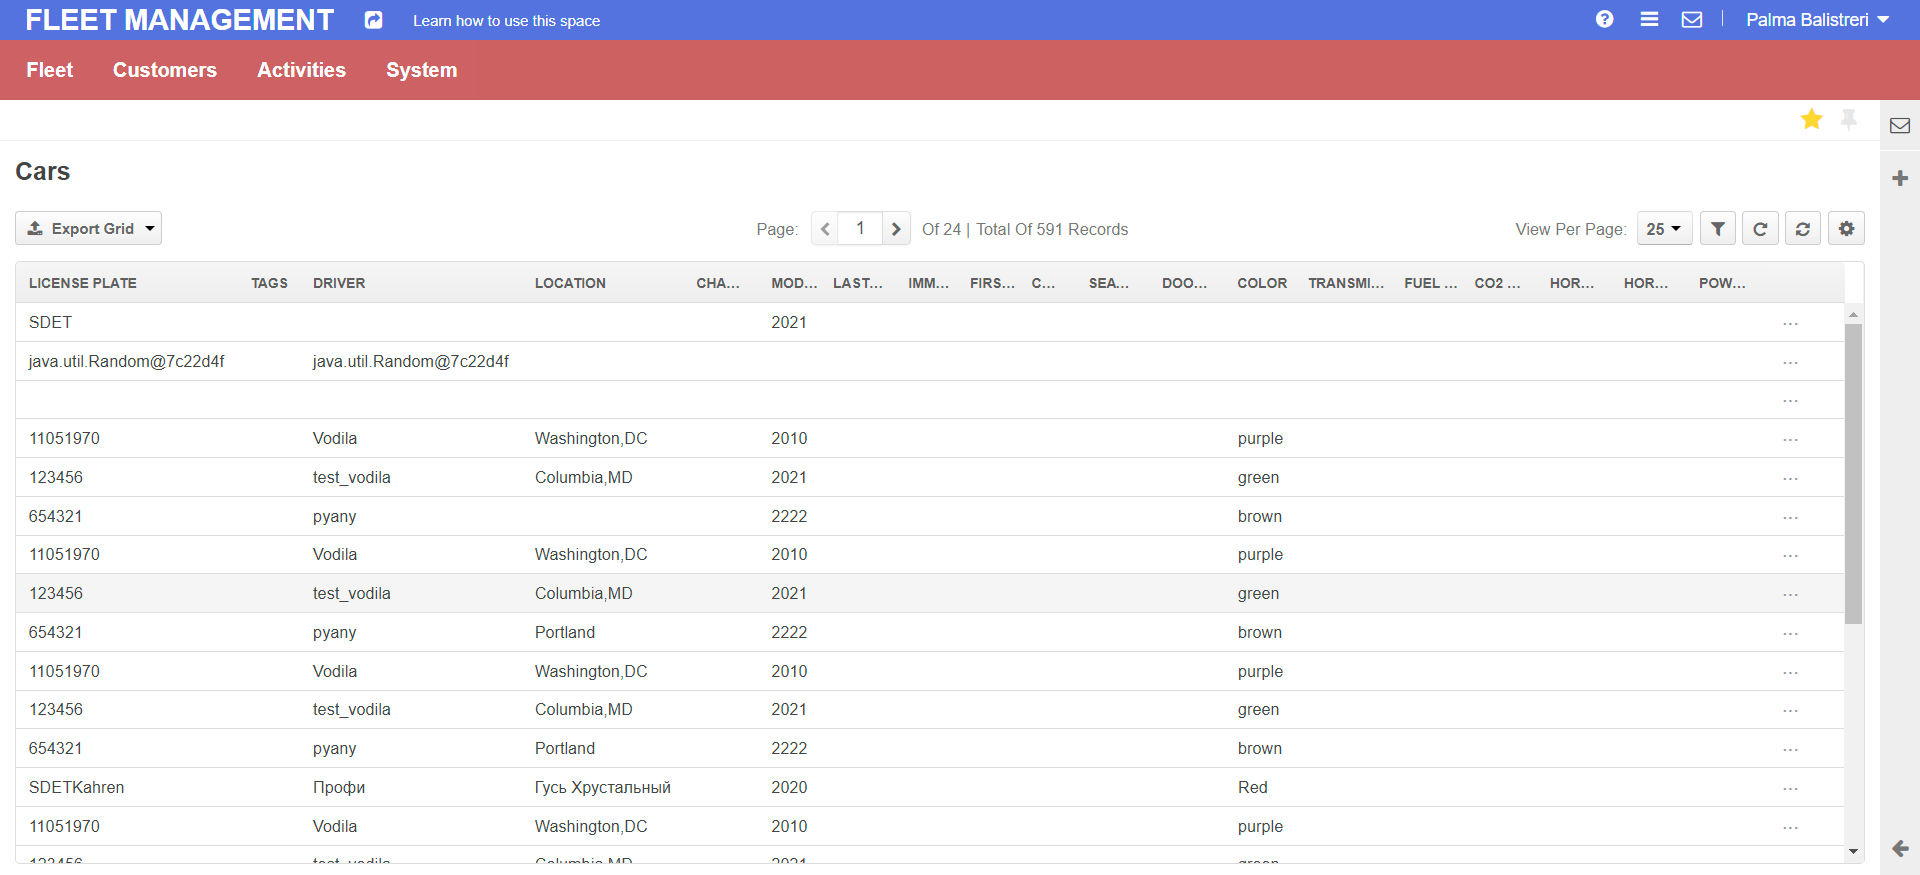 FLEET MANAGEMENT Learn how to use this space Palma Balistreri
Fleet Customers Activities System
Cars
Export Grid Page: 1 Of 24 | Total Of 591 Records View Per Page: 25
LICENSE PLATE TAGS DRIVER LOCATION CHA... MOD... LAST... IMM... FIRS... C... SEA... DOO... COLOR TRANSMI... FUEL ... CO2 ... HOR... HOR... POW...
SDET 2021 ...
java.util.Random@7c22d4f java.util.Random@7c22d4f ...
...
11051970 Vodila Washington,DC 2010 purple ...
123456 test_vodila Columbia,MD 2021 green ...
654321 pyany 2222 brown ...
11051970 Vodila Washington,DC 2010 purple ...
123456 test_vodila Columbia,MD 2021 green ...
654321 pyany Portland 2222 brown ...
11051970 Vodila Washington,DC 2010 purple ...
123456 test_vodila Columbia,MD 2021 green ...
654321 pyany Portland 2222 brown ...
SDETKahren Профи Гусь Хрустальный 2020 Red ...
11051970 Vodila Washington,DC 2010 purple ...
123456 test_vodila Columbia,MD 2021 green